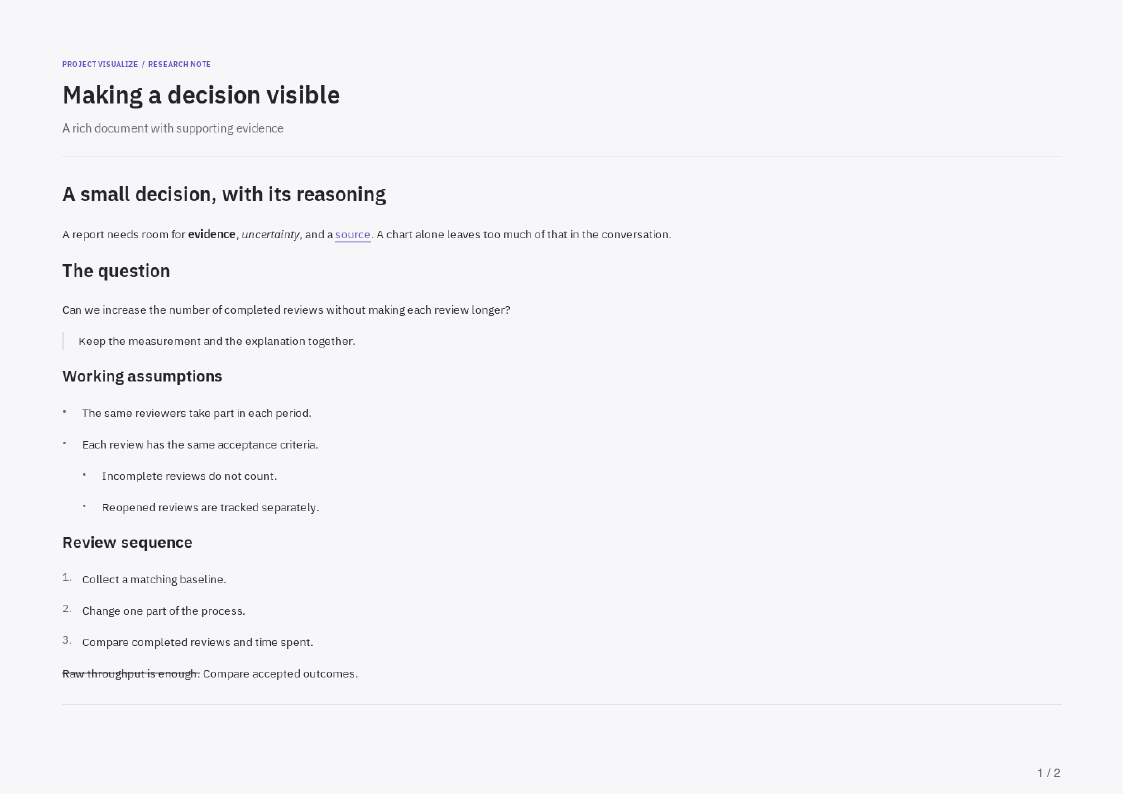 PROJECT VISUALIZE / RESEARCH NOTE
Making a decision visible
A rich document with supporting evidence
A small decision, with its reasoning
A report needs room for evidence, uncertainty, and a source. A chart alone leaves too much of that in the conversation.
The question
Can we increase the number of completed reviews without making each review longer?
Keep the measurement and the explanation together.
Working assumptions
• The same reviewers take part in each period.
• Each review has the same acceptance criteria.
• Incomplete reviews do not count.
• Reopened reviews are tracked separately.
Review sequence
1. Collect a matching baseline.
2. Change one part of the process.
3. Compare completed reviews and time spent.
Raw throughput is enough. Compare accepted outcomes.
1 / 2